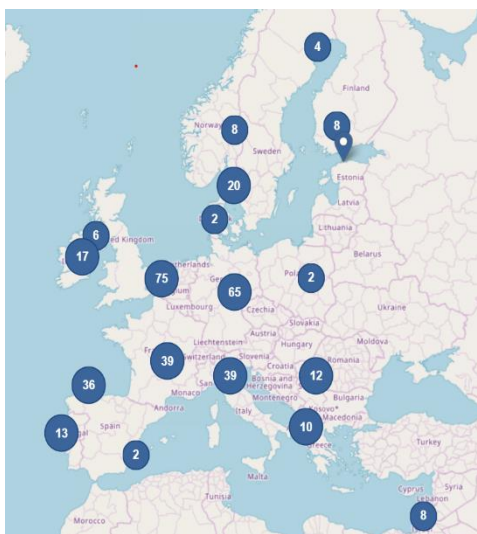 4
Finland
8
Norway
8
Sweden
20
Estonia
Latvia
2
Lithuania
6
ed Kingdom
17
Belarus
75
etherlands
65
Pola
2
Luxembourg
Czechia
Ukraine
Slovakia
Austria
Moldova
Liechtenstein
Hungary
39
Switzerland
Slovenia
Romania
Croatia
39
12
36
Monaco
Bosnia and
Herzegovina
Montenegro
Bulgaria
Andorra
Kosovo*
Italy
Macedonia
13
gal
Spain
10
Greece
Turkey
2
Malta
Cyprus
Syria
Tunisia
Lebanon
Morocco
8